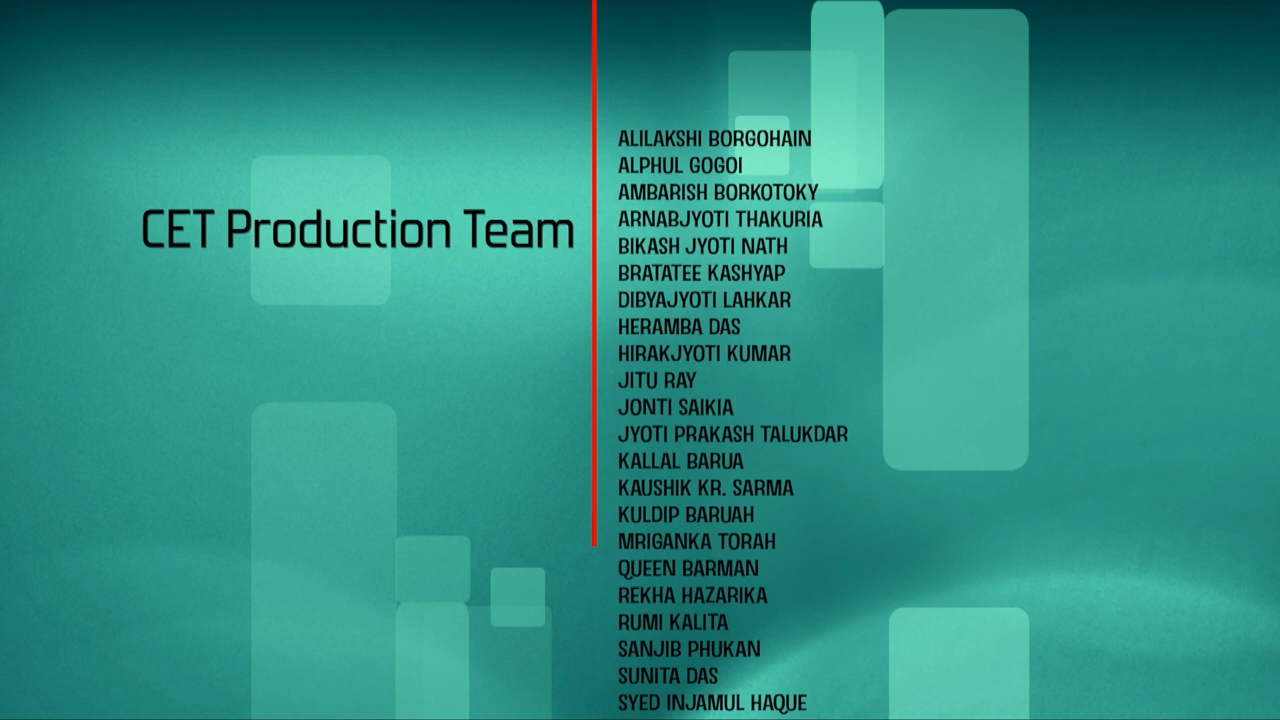 CET Production Team
ALILAKSHI BORGOHAIN
ALPHUL GOGOI
AMBARISH BORKOTOKY
ARNABJYOTI THAKURIA
BIKASH JYOTI NATH
BRATATEE KASHYAP
DIBYAJYOTI LAHKAR
HERAMBA DAS
HIRAKJYOTI KUMAR
JITU RAY
JONTI SAIKIA
JYOTI PRAKASH TALUKDAR
KALLAL BARUA
KAUSHIK KR. SARMA
KULDIP BARUAH
MRIGANKA TORAH
QUEEN BARMAN
REKHA HAZARIKA
RUMI KALITA
SANJIB PHUKAN
SUNITA DAS
SYED INJAMUL HAQUE